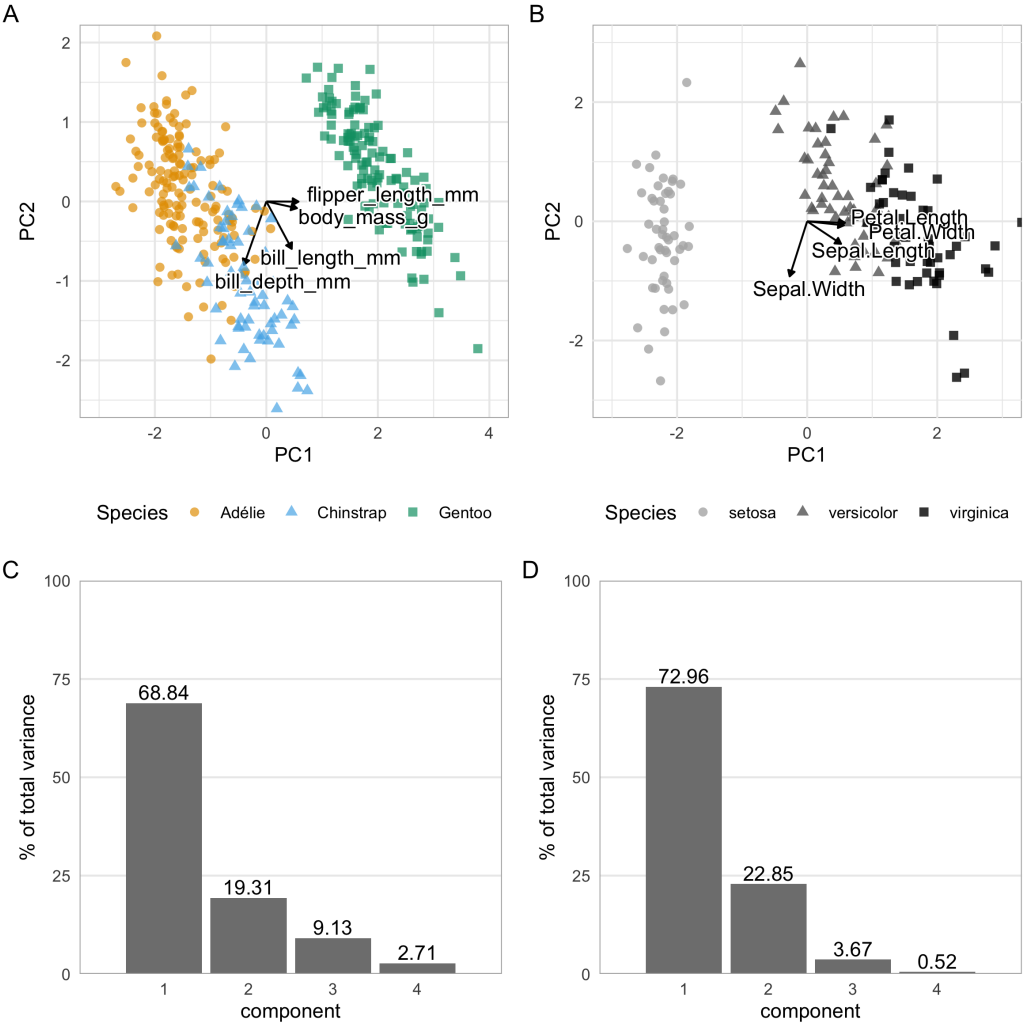 A
2
1
0
-1
-2
PC2
flipper_length_mm
body_mass_g
bill_length_mm
bill_depth_mm
-2
0
2
4
PC1
Species
Adélie
Chinstrap
Gentoo
B
2
0
-2
PC2
Petal.Length
Petal.Width
Sepal.Length
Sepal.Width
-2
0
2
PC1
Species
setosa
versicolor
virginica
C
100
75
50
25
0
% of total variance
68.84
19.31
9.13
2.71
1
2
3
4
component
D
100
75
50
25
0
% of total variance
72.96
22.85
3.67
0.52
1
2
3
4
component